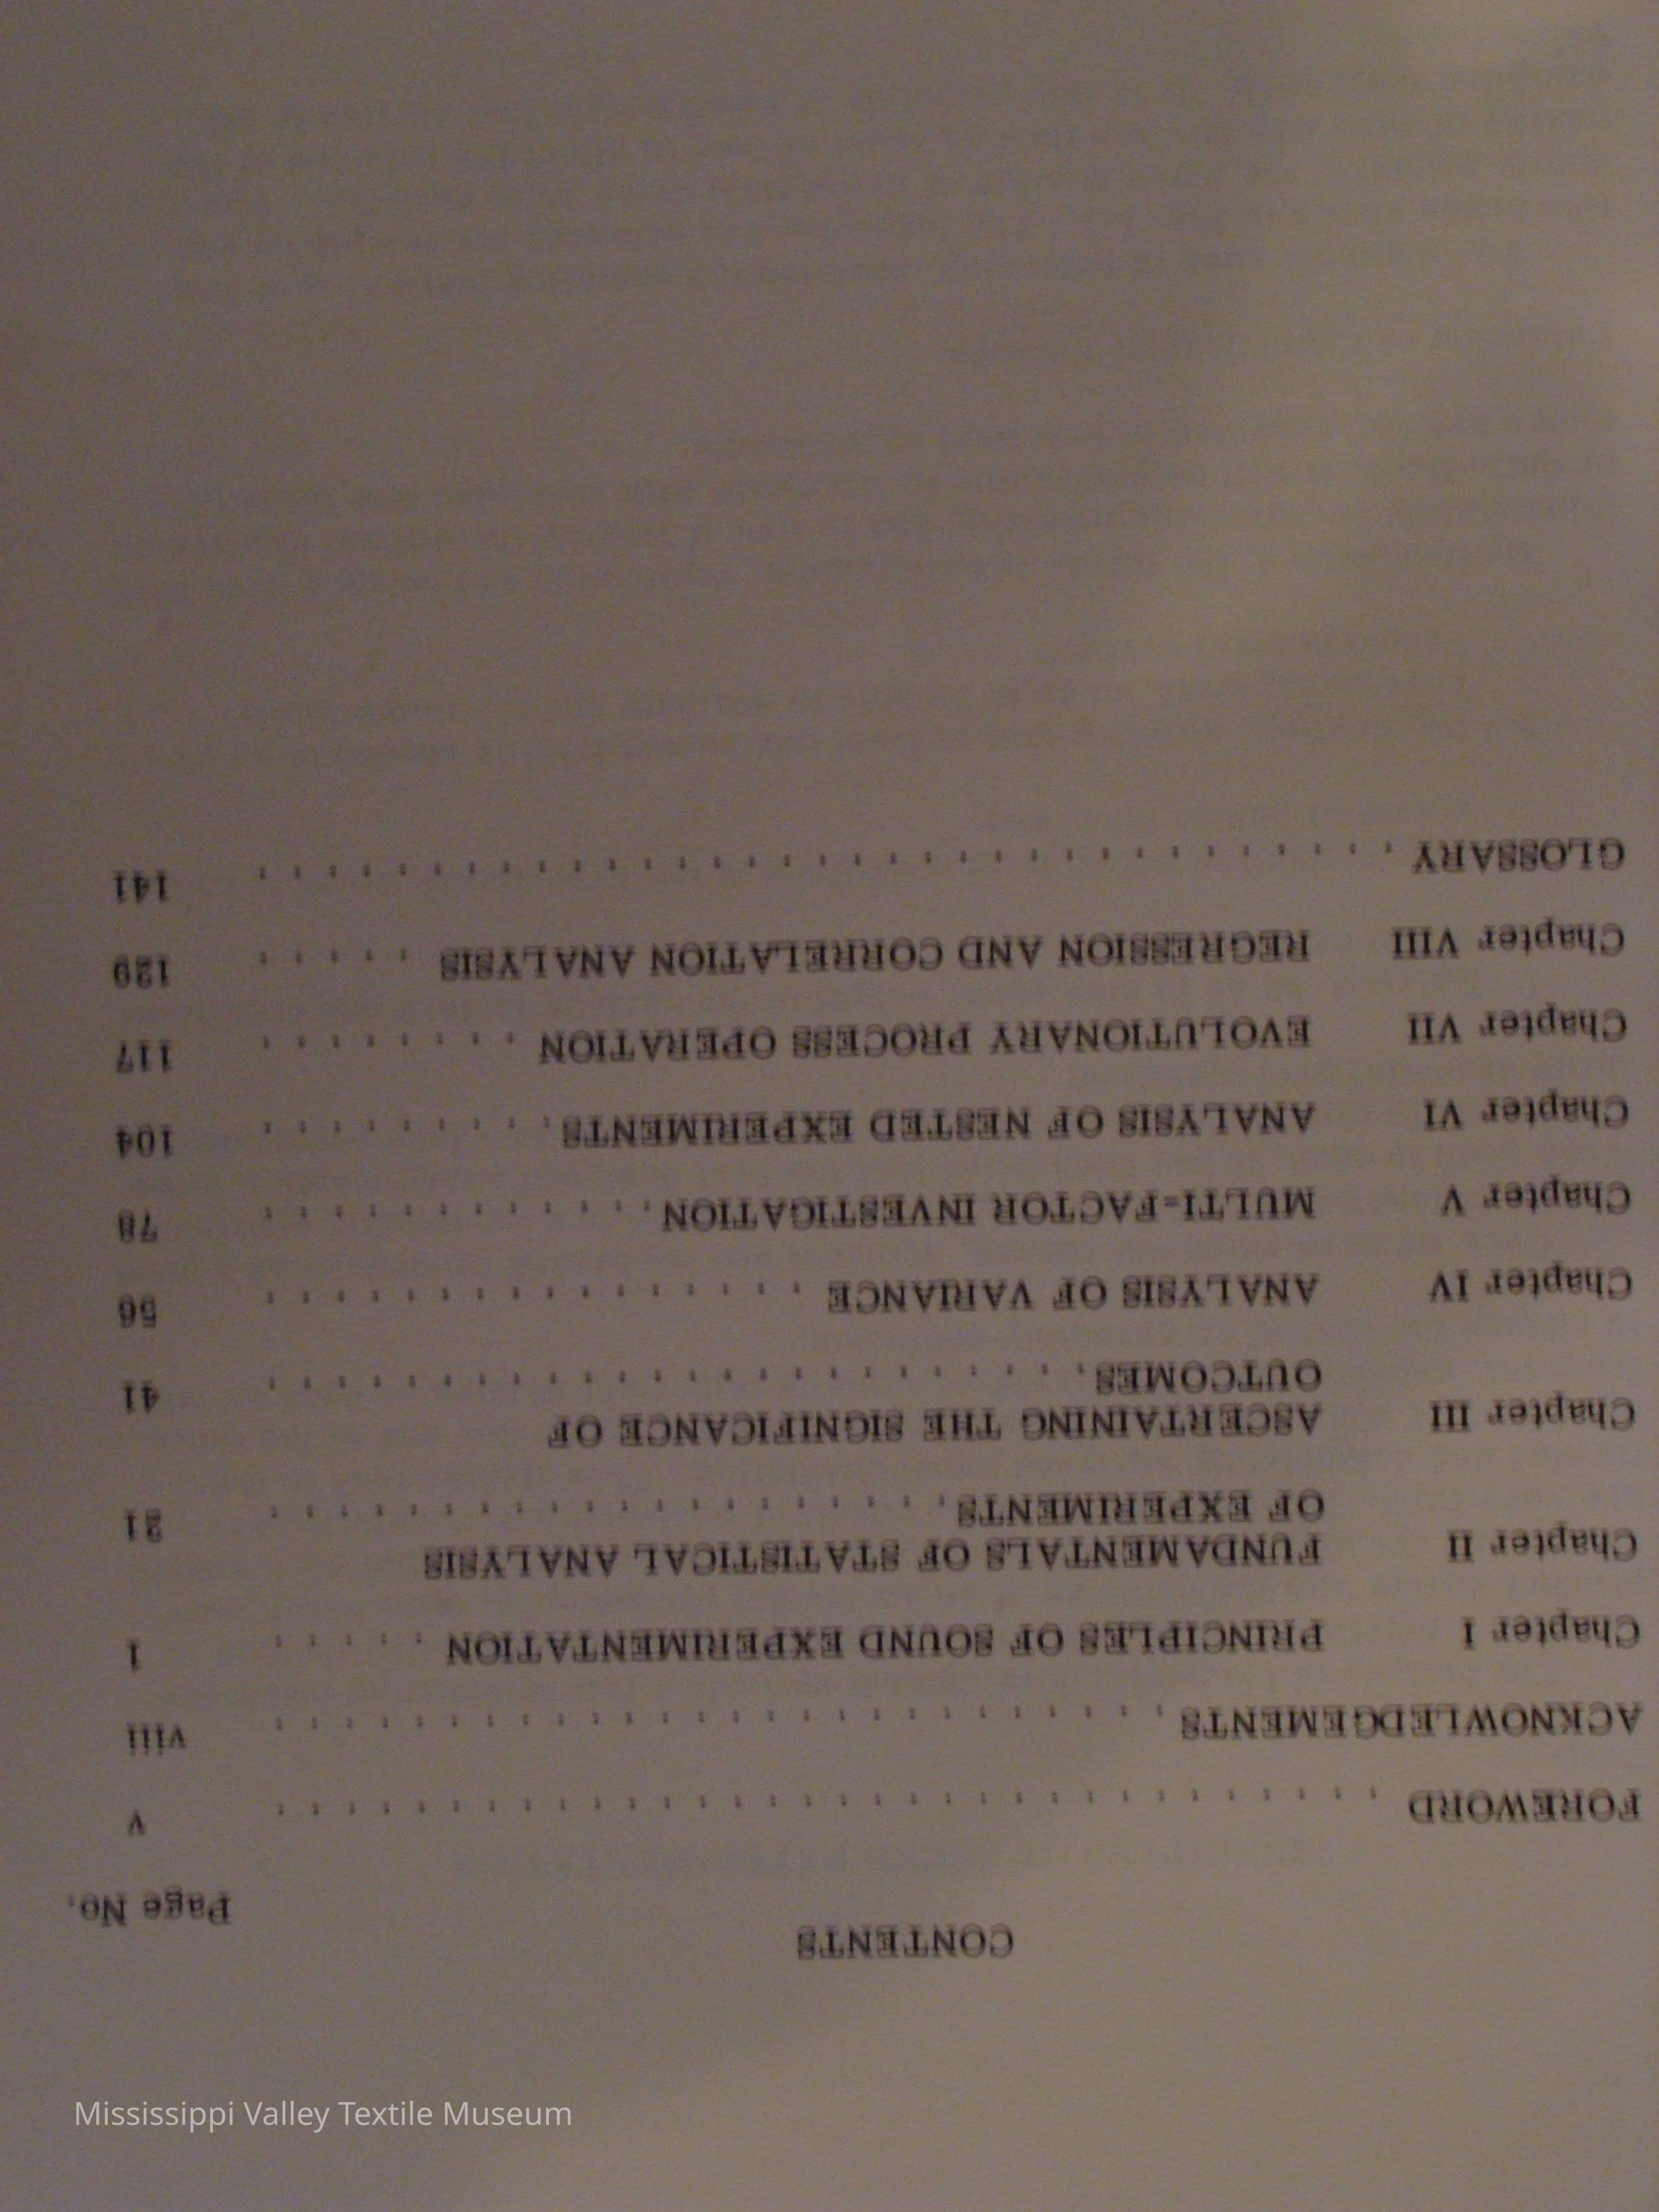 CONTENTS
Page No.
FOREWORD . . . . . . . . . . . . . . . . . . . . . . . . . . . . . . . . v
ACKNOWLEDGEMENTS . . . . . . . . . . . . . . . . . . . . . . . . . . viii
Chapter I PRINCIPLES OF SOUND EXPERIMENTATION . . . . . 1
Chapter II FUNDAMENTALS OF STATISTICAL ANALYSIS
OF EXPERIMENTS . . . . . . . . . . . . . . . . . . . . 21
Chapter III ASCERTAINING THE SIGNIFICANCE OF
OUTCOMES . . . . . . . . . . . . . . . . . . . . . . . . 41
Chapter IV ANALYSIS OF VARIANCE . . . . . . . . . . . . . . . . 56
Chapter V MULTI-FACTOR INVESTIGATION . . . . . . . . . . . . 78
Chapter VI ANALYSIS OF NESTED EXPERIMENTS . . . . . . . . . 104
Chapter VII EVOLUTIONARY PROCESS OPERATION . . . . . . . . 117
Chapter VIII REGRESSION AND CORRELATION ANALYSIS . . . . . 129
GLOSSARY . . . . . . . . . . . . . . . . . . . . . . . . . . . . . . . . . 141
Mississippi Valley Textile Museum